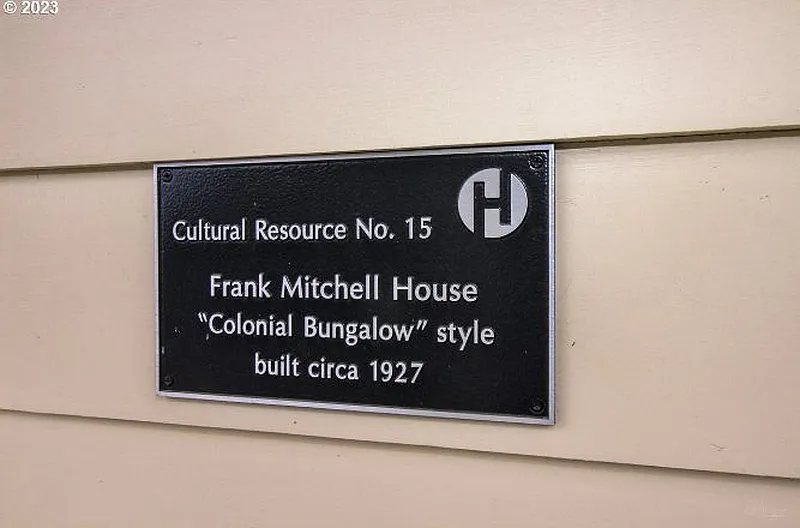 © 2023
H
Cultural Resource No. 15
Frank Mitchell House
“Colonial Bungalow” style
built circa 1927